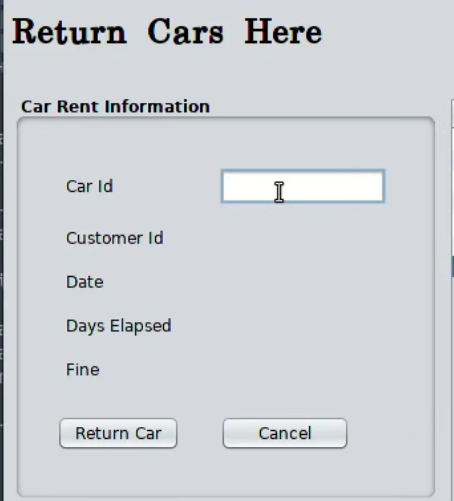 Return Cars Here
Car Rent Information
Car Id
Customer Id
Date
Days Elapsed
Fine
Return Car Cancel